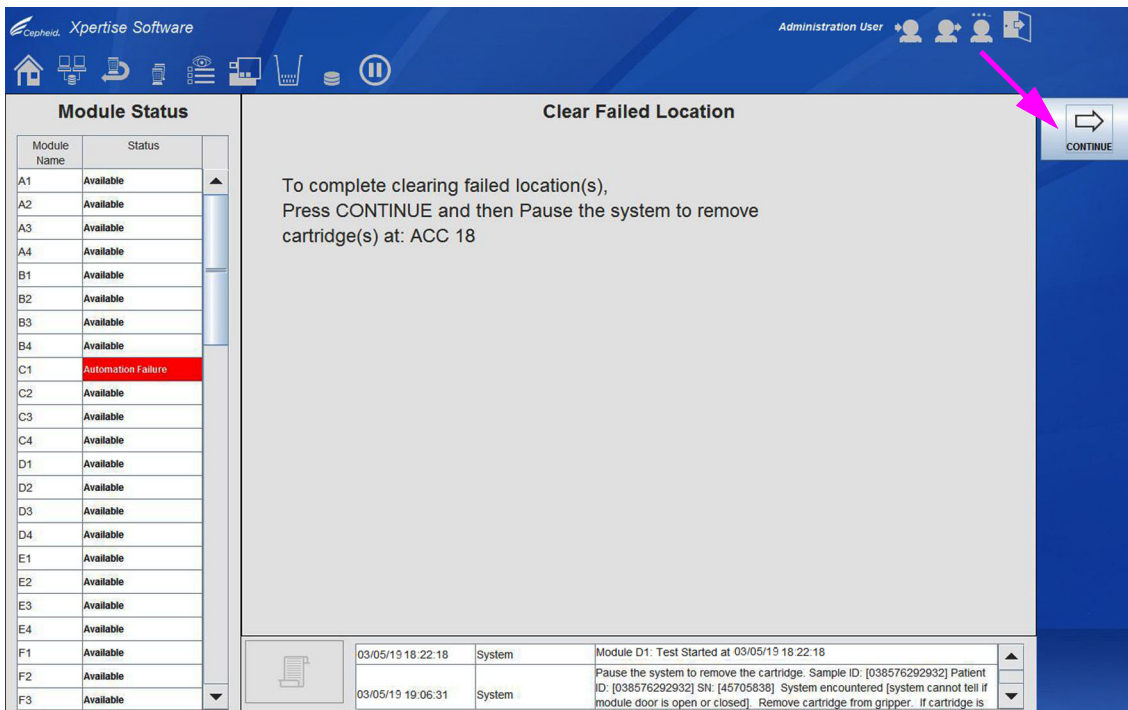 Cepheid. Xpertise Software
Administration User
Module Status
Module Name Status
A1 Available
A2 Available
A3 Available
A4 Available
B1 Available
B2 Available
B3 Available
B4 Available
C1 Automation Failure
C2 Available
C3 Available
C4 Available
D1 Available
D2 Available
D3 Available
D4 Available
E1 Available
E2 Available
E3 Available
E4 Available
F1 Available
F2 Available
F3 Available
Clear Failed Location
To complete clearing failed location(s),
Press CONTINUE and then Pause the system to remove
cartridge(s) at: ACC 18
CONTINUE
03/05/19 18:22:18 System Module D1: Test Started at 03/05/19 18:22:18
03/05/19 19:06:31 System Pause the system to remove the cartridge. Sample ID: [038576292932] Patient
ID: [038576292932] SN: [45705838] System encountered [system cannot tell if
module door is open or closed]. Remove cartridge from gripper. If cartridge is